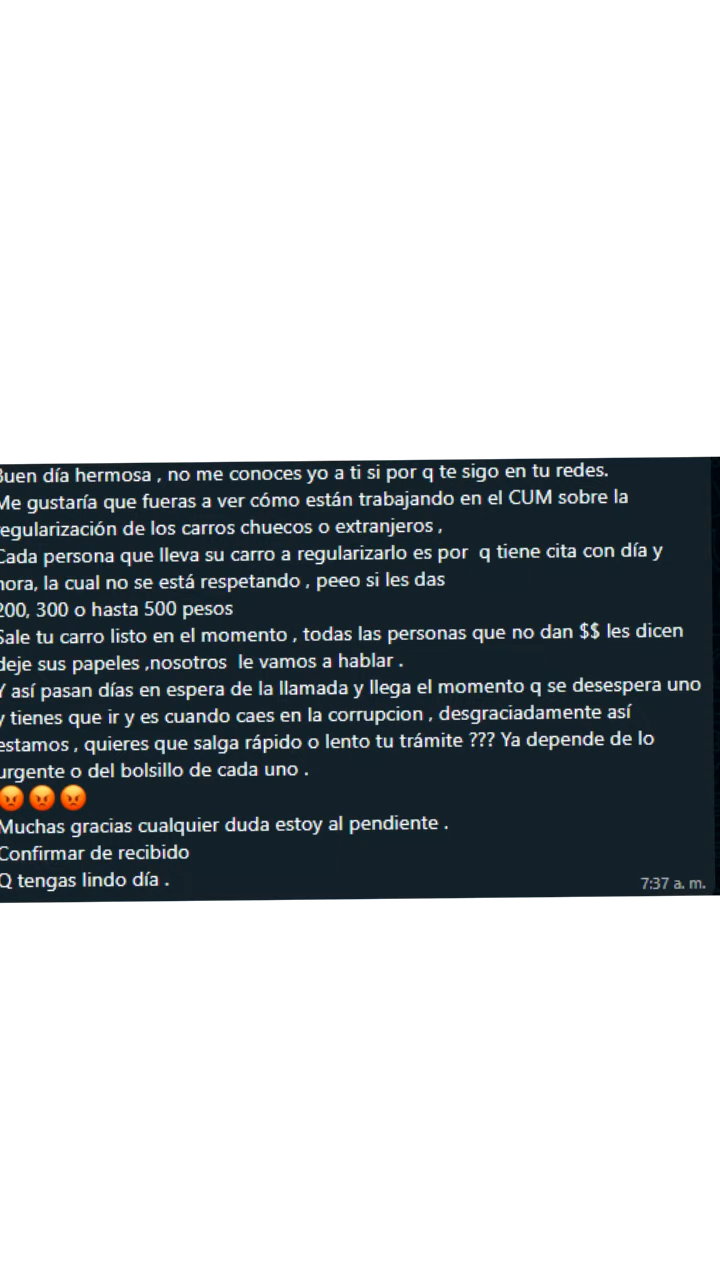 Buen día hermosa , no me conoces yo a ti si por q te sigo en tu redes.
Me gustaría que fueras a ver cómo están trabajando en el CUM sobre la
regularización de los carros chuecos o extranjeros ,
Cada persona que lleva su carro a regularizarlo es por q tiene cita con día y
hora, la cual no se está respetando , peeo si les das
200, 300 o hasta 500 pesos
Sale tu carro listo en el momento , todas las personas que no dan $$ les dicen
deje sus papeles ,nosotros le vamos a hablar .
Y así pasan días en espera de la llamada y llega el momento q se desespera uno
y tienes que ir y es cuando caes en la corrupcion , desgraciadamente así
estamos , quieres que salga rápido o lento tu trámite ??? Ya depende de lo
urgente o del bolsillo de cada uno .
😡😡😡
Muchas gracias cualquier duda estoy al pendiente .
Confirmar de recibido
Q tengas lindo día .
7:37 a. m.